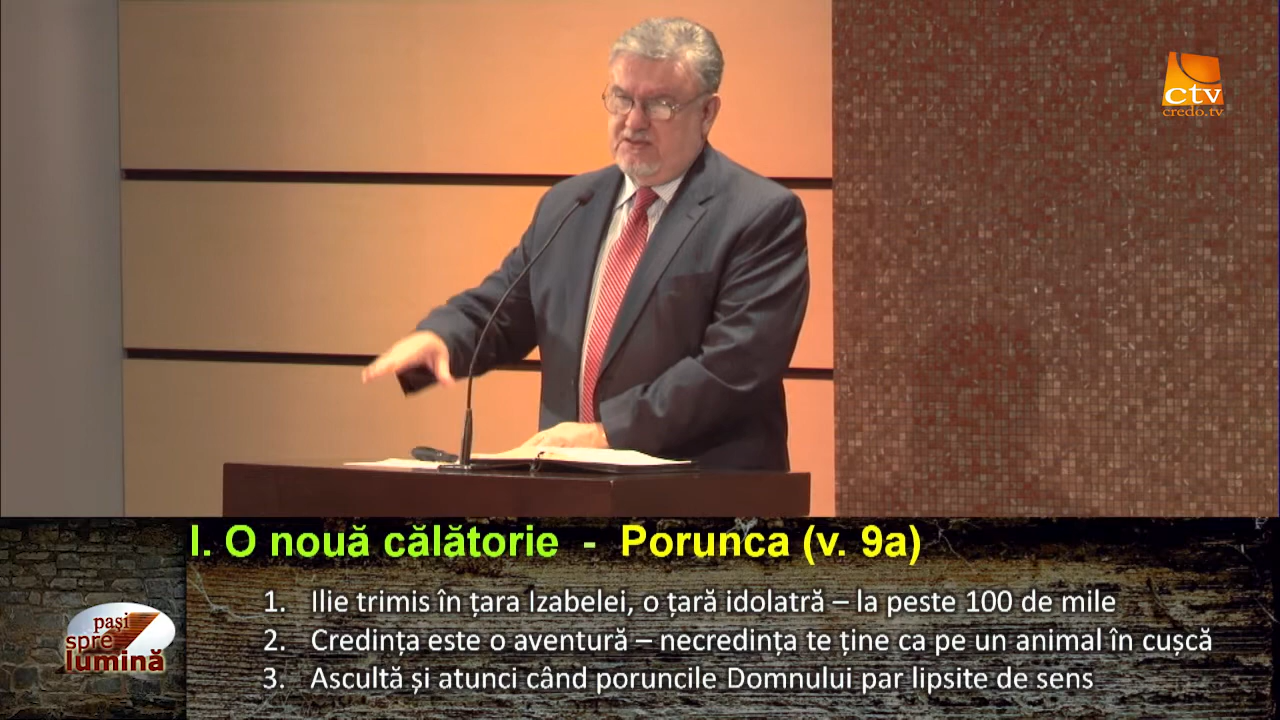 ctv
credo.tv
I. O nouă călătorie - Porunca (v. 9a)
1. Ilie trimis în țara Izabelei, o țară idolatră – la peste 100 de mile
2. Credința este o aventură – necredința te ține ca pe un animal în cușcă
3. Ascultă și atunci când poruncile Domnului par lipsite de sens
pași
spre
lumină